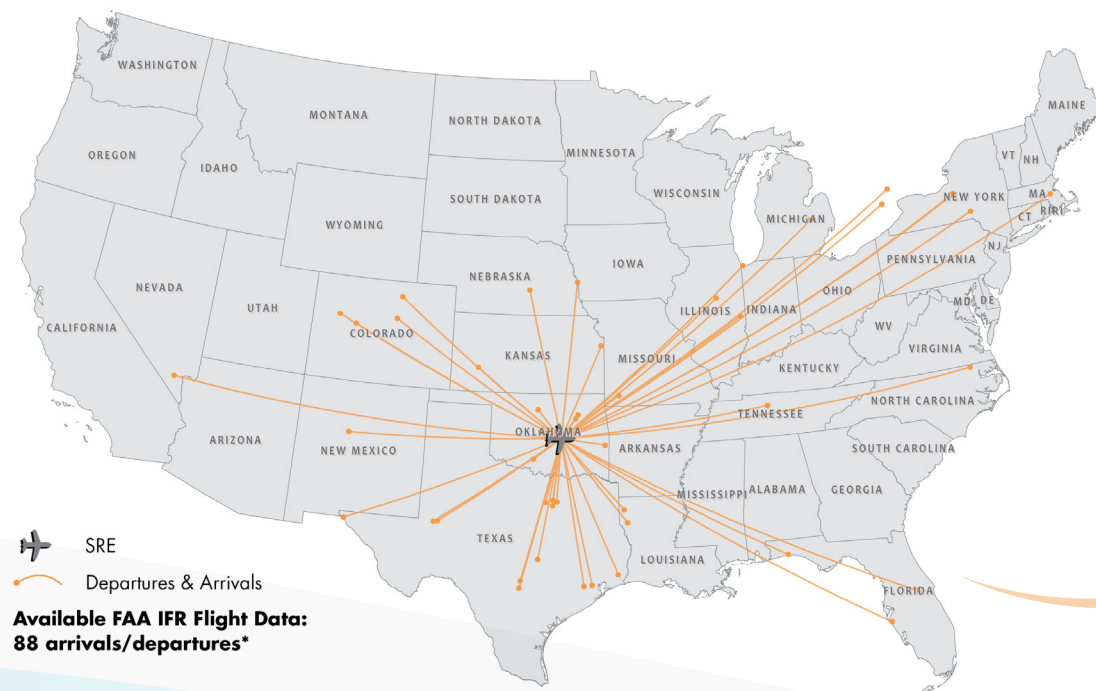 WASHINGTON
MAINE
MONTANA
NORTH DAKOTA
MINNESOTA
VT
NH
OREGON
IDAHO
WISCONSIN
SOUTH DAKOTA
MICHIGAN
NEW YORK
MA
CT
RI
RI
WYOMING
IOWA
PENNSYLVANIA
NJ
NEBRASKA
NEVADA
UTAH
ILLINOIS
INDIANA
OHIO
MD
DE
CALIFORNIA
COLORADO
WV
KANSAS
MISSOURI
VIRGINIA
KENTUCKY
NORTH CAROLINA
TENNESSEE
OKLAHOMA
ARIZONA
NEW MEXICO
ARKANSAS
SOUTH CAROLINA
MISSISSIPPI
ALABAMA
GEORGIA
TEXAS
LOUISIANA
FLORIDA
SRE
Departures & Arrivals
Available FAA IFR Flight Data:
88 arrivals/departures*